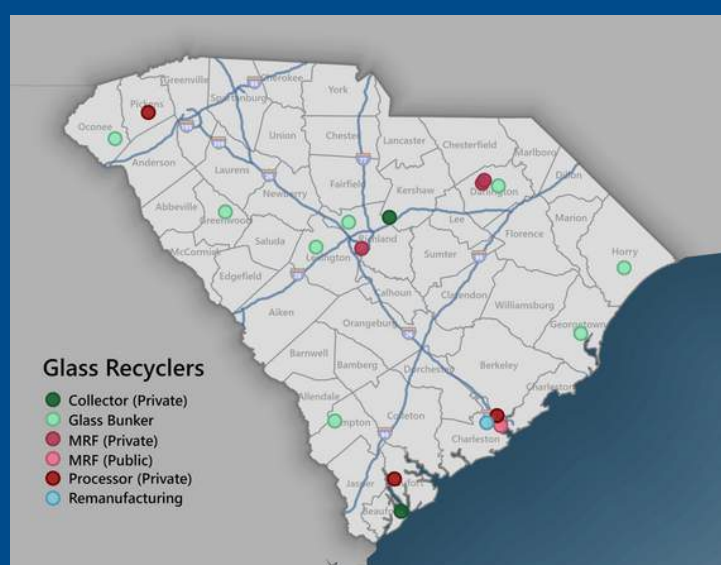 Greenville
Cherokee
Pickens
Spartanburg
York
Oconee
Union
Chester
Lancaster
Chesterfield
Marlboro
Anderson
Laurens
Darlington
Dillon
Newberry
Fairfield
Kershaw
Abbeville
Greenwood
Lee
Marion
Florence
Saluda
Richland
Horry
McCormick
Lexington
Sumter
Edgefield
Calhoun
Clarendon
Aiken
Williamsburg
Orangeburg
Georgetown
Barnwell
Bamberg
Dorchester
Berkeley
Glass Recyclers
Charleston
Allendale
Collector (Private)
Glass Bunker
Colleton
MRF (Private)
Charleston
MRF (Public)
Processor (Private)
Jasper
Remanufacturing